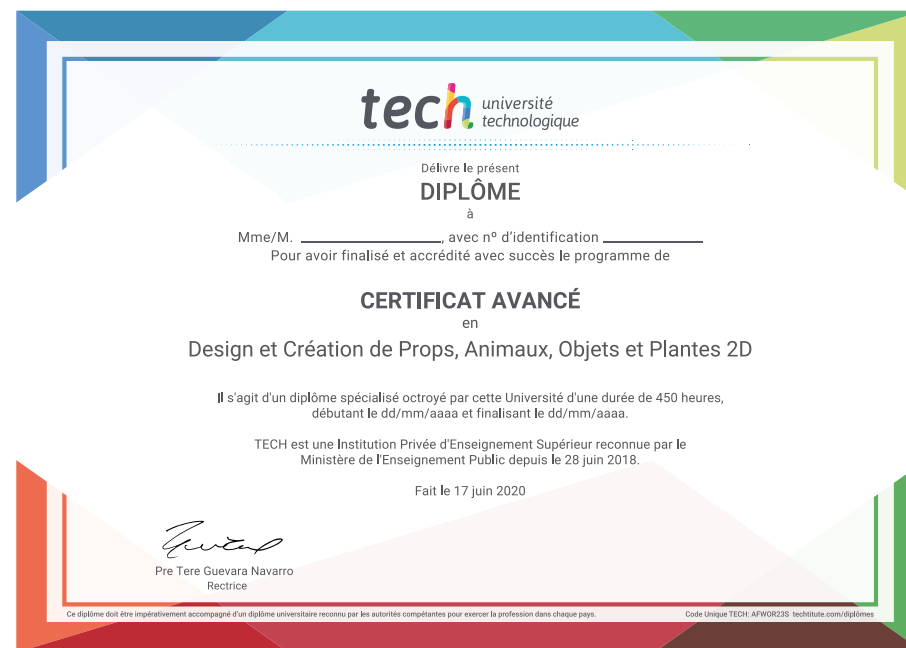 tech université
technologique
Délivre le présent
DIPLÔME
à
Mme/M. ____________________, avec nº d'identification ______________
Pour avoir finalisé et accrédité avec succès le programme de
CERTIFICAT AVANCÉ
en
Design et Création de Props, Animaux, Objets et Plantes 2D
Il s'agit d'un diplôme spécialisé octroyé par cette Université d'une durée de 450 heures,
débutant le dd/mm/aaaa et finalisant le dd/mm/aaaa.
TECH est une Institution Privée d'Enseignement Supérieur reconnue par le
Ministère de l'Enseignement Public depuis le 28 juin 2018.
Fait le 17 juin 2020
Pre Tere Guevara Navarro
Rectrice
Ce diplôme doit être impérativement accompagné d'un diplôme universitaire reconnu par les autorités compétentes pour exercer la profession dans chaque pays.
Code Unique TECH: AFWOR23S techtitute.com/diplômes